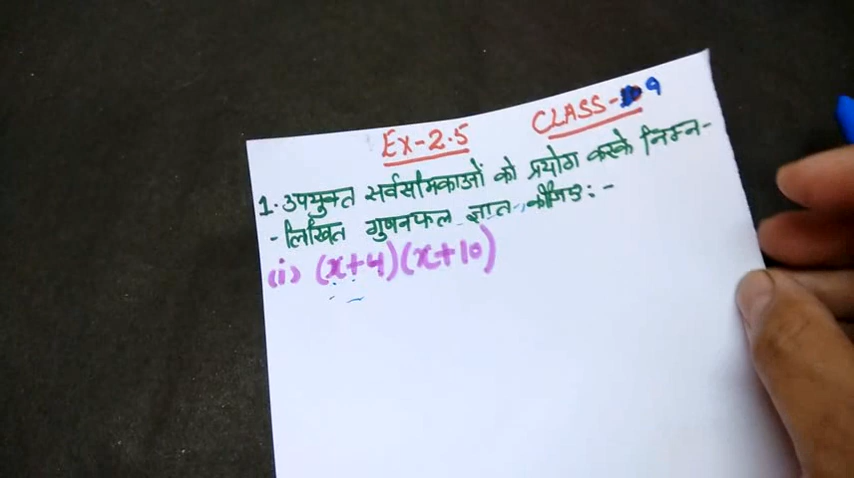 Ex-2.5 CLASS-9
1. उपयुक्त सर्वसमिकाओं को प्रयोग करके निम्न-
-लिखित गुणनफल ज्ञात कीजिए:-
(i) (x+4)(x+10)